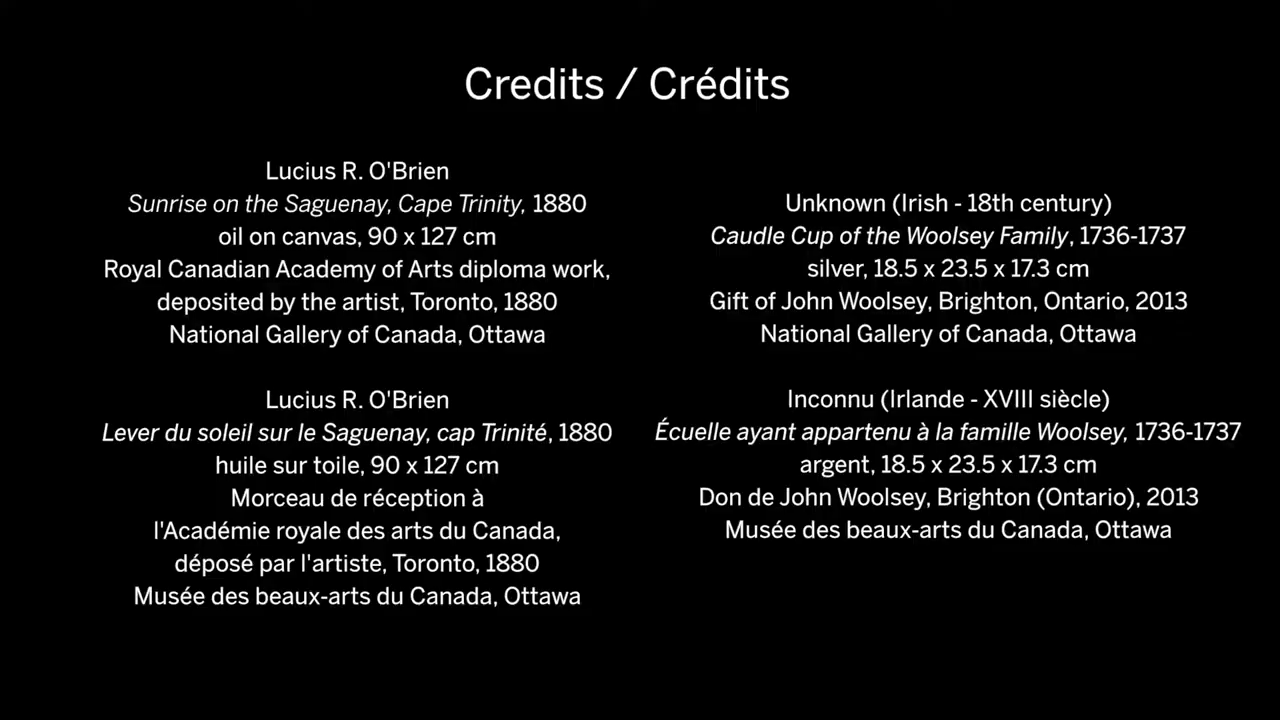 Credits / Crédits
Lucius R. O'Brien
Sunrise on the Saguenay, Cape Trinity, 1880
oil on canvas, 90 x 127 cm
Royal Canadian Academy of Arts diploma work,
deposited by the artist, Toronto, 1880
National Gallery of Canada, Ottawa
Lucius R. O'Brien
Lever du soleil sur le Saguenay, cap Trinité, 1880
huile sur toile, 90 x 127 cm
Morceau de réception à
l'Académie royale des arts du Canada,
déposé par l'artiste, Toronto, 1880
Musée des beaux-arts du Canada, Ottawa
Unknown (Irish - 18th century)
Caudle Cup of the Woolsey Family, 1736-1737
silver, 18.5 x 23.5 x 17.3 cm
Gift of John Woolsey, Brighton, Ontario, 2013
National Gallery of Canada, Ottawa
Inconnu (Irlande - XVIII siècle)
Écuelle ayant appartenu à la famille Woolsey, 1736-1737
argent, 18.5 x 23.5 x 17.3 cm
Don de John Woolsey, Brighton (Ontario), 2013
Musée des beaux-arts du Canada, Ottawa